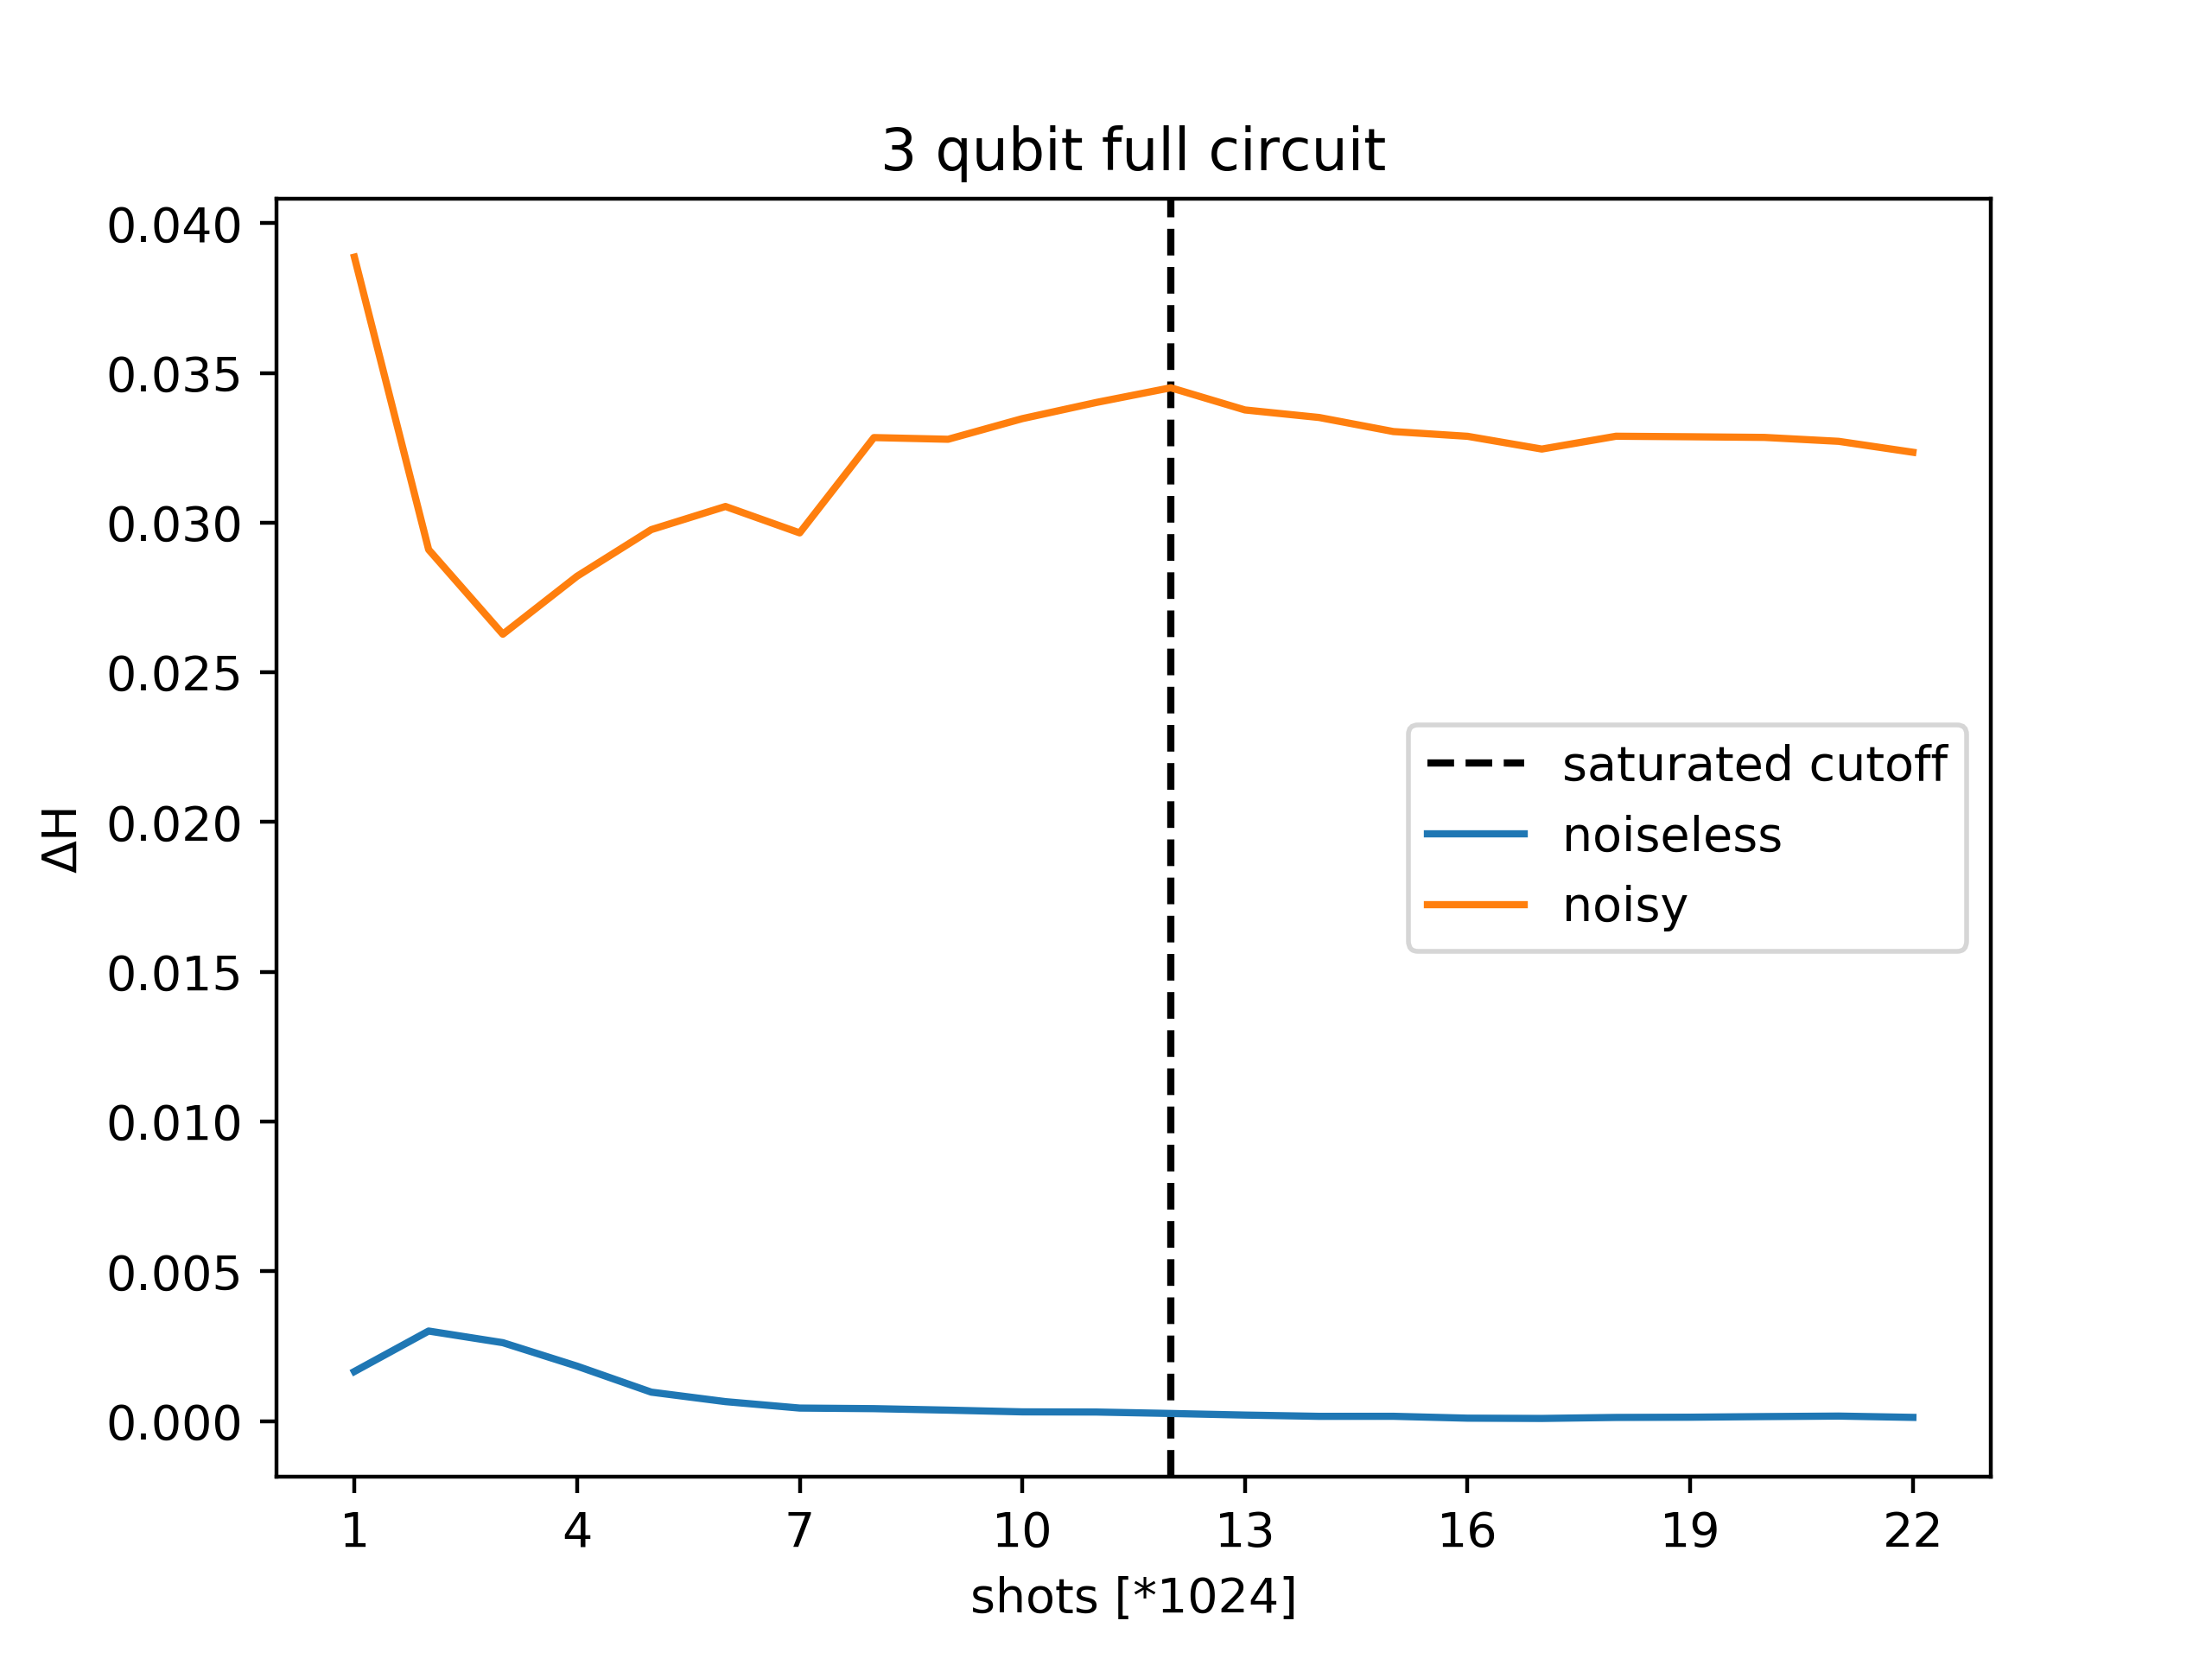 3 qubit full circuit
0.040
0.035
0.030
0.025
0.020
0.015
0.010
0.005
0.000
ΔH
saturated cutoff
noiseless
noisy
1 4 7 10 13 16 19 22
shots [*1024]